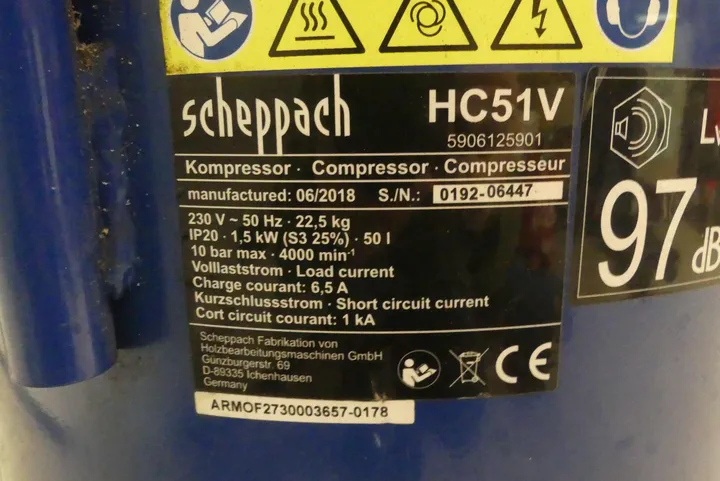 scheppach
HC51V
5906125901
Kompressor · Compressor · Compresseur
manufactured: 06/2018 S./N.: 0192-06447
230 V ~ 50 Hz · 22,5 kg
IP20 · 1,5 kW (S3 25%) · 50 l
10 bar max · 4000 min-1
Volllaststrom · Load current
Charge courant: 6,5 A
Kurzschlussstrom · Short circuit current
Cort circuit courant: 1 kA
Scheppach Fabrikation von
Holzbearbeitungsmaschinen GmbH
Günzburgerstr. 69
D-89335 Ichenhausen
Germany
CE
ARMOF2730003657-0178
97
dB